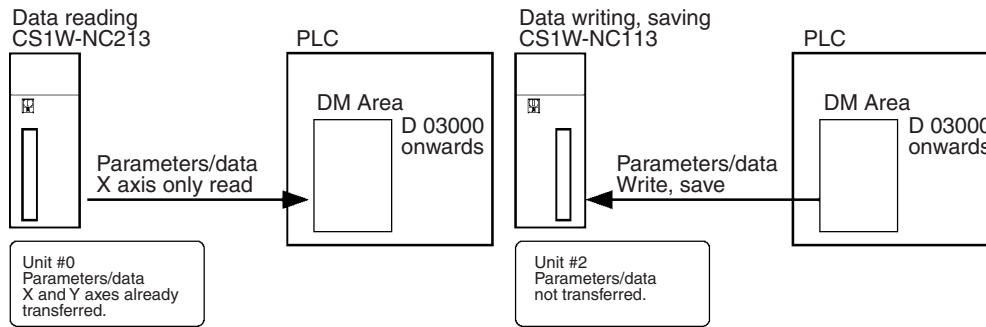 Data reading
CS1W-NC213
PLC
DM Area
D 03000
onwards
Parameters/data
X axis only read
Unit #0
Parameters/data
X and Y axes already
transferred.
Data writing, saving
CS1W-NC113
PLC
DM Area
D 03000
onwards
Parameters/data
Write, save
Unit #2
Parameters/data
not transferred.